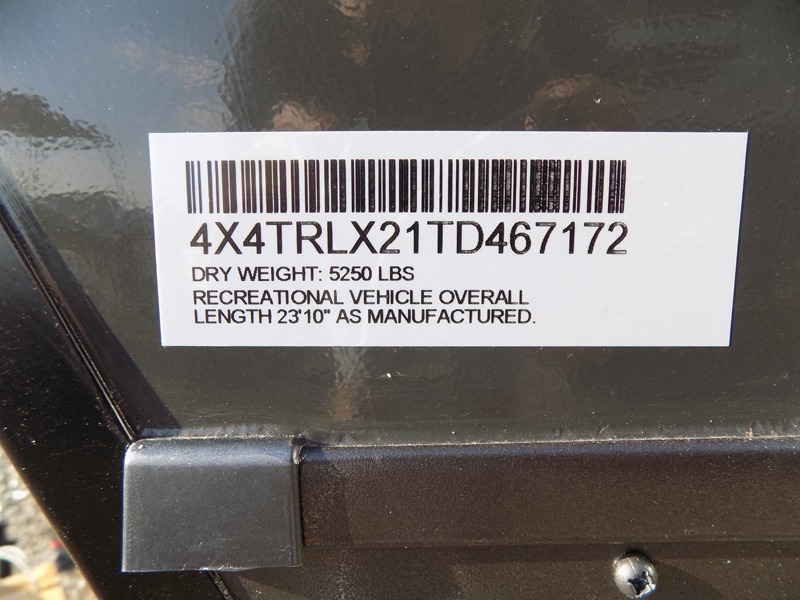 4X4TRLX21TD467172
DRY WEIGHT: 5250 LBS
RECREATIONAL VEHICLE OVERALL
LENGTH 23'10" AS MANUFACTURED.